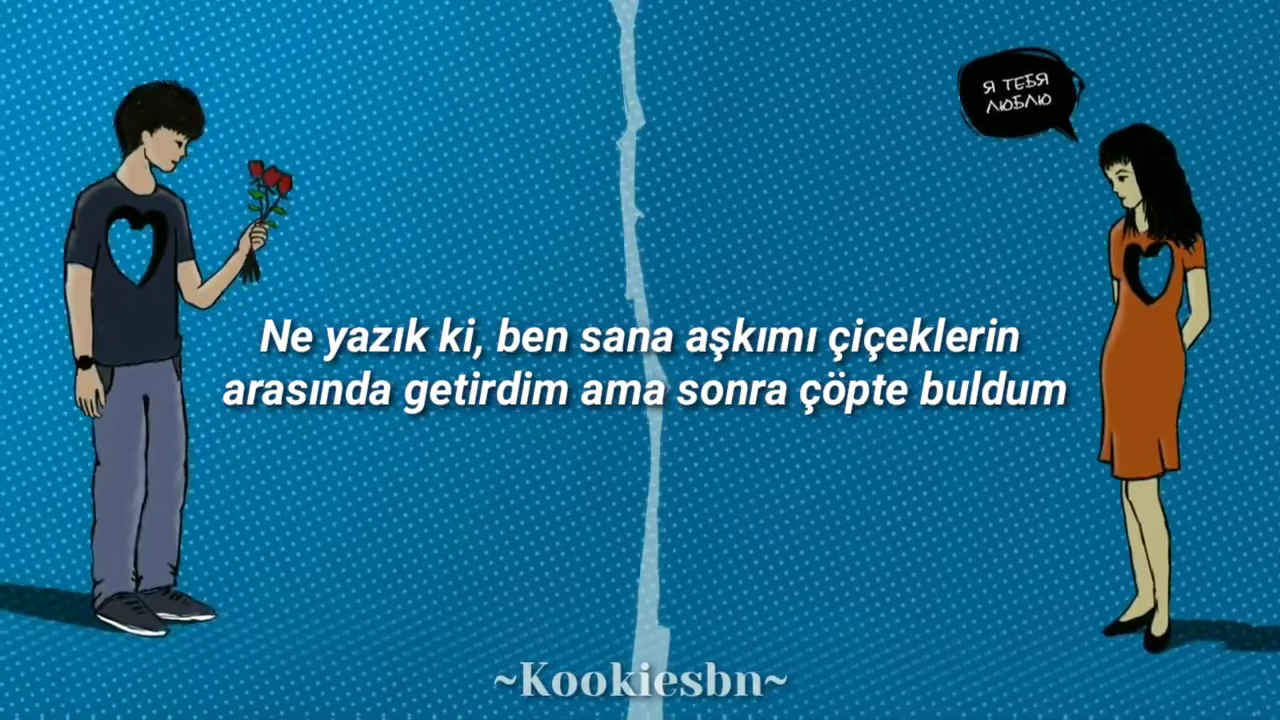 Я ТЕБЯ
ЛЮБЛЮ
Ne yazık ki, ben sana aşkımı çiçeklerin
arasında getirdim ama sonra çöpte buldum
~Kookiesbn~